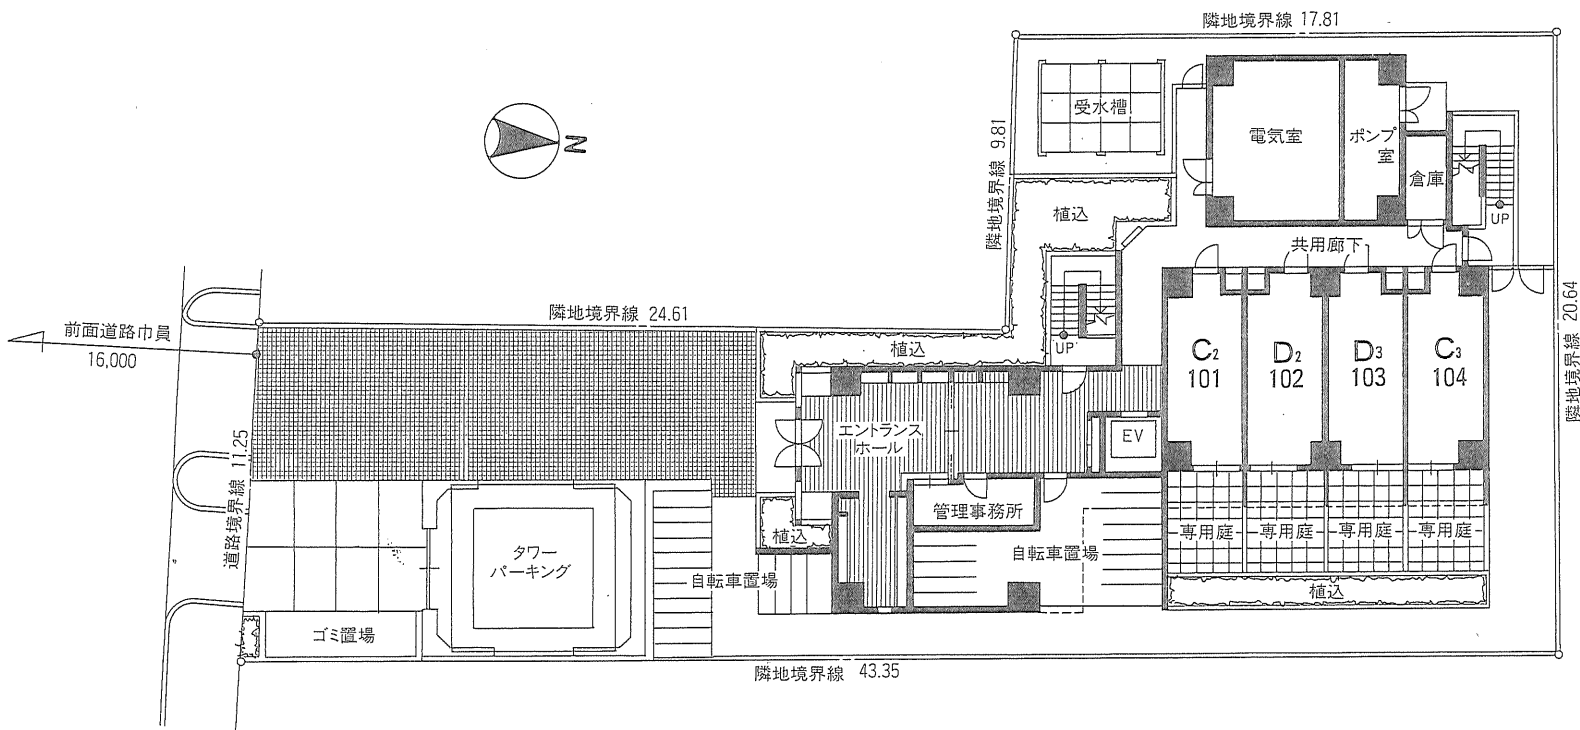 隣地境界線 17.81
受水槽
電気室
ポンプ
室
倉庫
UP
隣地境界線 9.81
植込
共用廊下
N
隣地境界線 24.61
前面道路巾員
16,000
植込
UP
C2
101
D2
102
D3
103
C3
104
隣地境界線 20.64
エントランス
ホール
EV
道路境界線 11.25
管理事務所
植込
専用庭
専用庭
専用庭
専用庭
タワー
パーキング
自転車置場
自転車置場
植込
ゴミ置場
隣地境界線 43.35